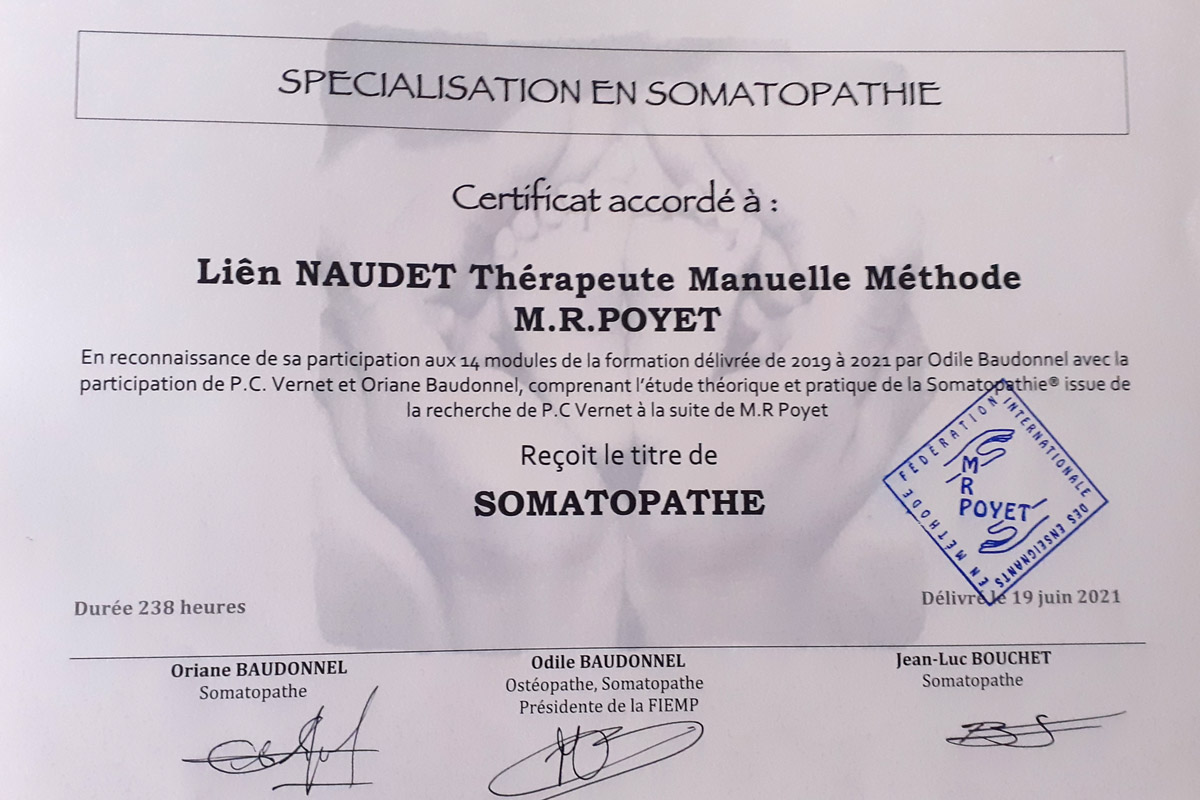 SPECIALISATION EN SOMATOPATHIE
Certificat accordé à :
Liên NAUDET Thérapeute Manuelle Méthode
M.R.POYET
En reconnaissance de sa participation aux 14 modules de la formation délivrée de 2019 à 2021 par Odile Baudonnel avec la
participation de P.C. Vernet et Oriane Baudonnel, comprenant l'étude théorique et pratique de la Somatopathie® issue de
la recherche de P.C Vernet à la suite de M.R Poyet
Reçoit le titre de
SOMATOPATHE
FÉDÉRATION INTERNATIONALE
DES ENSEIGNANTS
EN MÉTHODE
M
R
POYET
Durée 238 heures
Délivré le 19 juin 2021
Oriane BAUDONNEL
Somatopathe
Odile BAUDONNEL
Ostéopathe, Somatopathe
Présidente de la FIEMP
Jean-Luc BOUCHET
Somatopathe